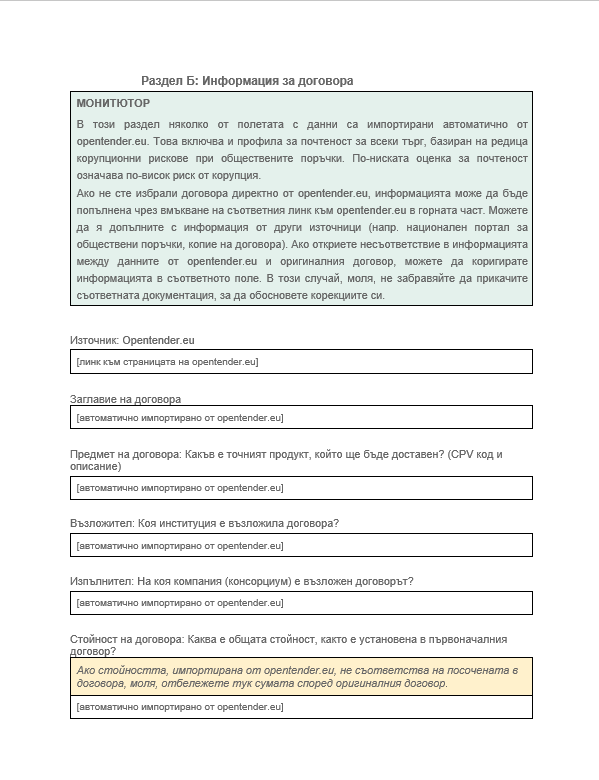 Раздел Б: Информация за договора
МОНИТЮТОР
В този раздел няколко от полетата с данни са импортирани автоматично от
opentender.eu. Това включва и профила за почтеност за всеки търг, базиран на редица
корупционни рискове при обществените поръчки. По-ниската оценка за почтеност
означава по-висок риск от корупция.
Ако не сте избрали договора директно от opentender.eu, информацията може да бъде
попълнена чрез вмъкване на съответния линк към opentender.eu в горната част. Можете
да я допълните с информация от други източници (напр. национален портал за
обществени поръчки, копие на договора). Ако откриете несъответствие в информацията
между данните от opentender.eu и оригиналния договор, можете да коригирате
информацията в съответното поле. В този случай, моля, не забравяйте да прикачите
съответната документация, за да обосновете корекциите си.
Източник: Opentender.eu
[линк към страницата на opentender.eu]
Заглавие на договора
[автоматично импортирано от opentender.eu]
Предмет на договора: Какъв е точният продукт, който ще бъде доставен? (CPV код и
описание)
[автоматично импортирано от opentender.eu]
Възложител: Коя институция е възложила договора?
[автоматично импортирано от opentender.eu]
Изпълнител: На коя компания (консорциум) е възложен договорът?
[автоматично импортирано от opentender.eu]
Стойност на договора: Каква е общата стойност, както е установена в първоначалния
договор?
Ако стойността, импортирана от opentender.eu, не съответства на посочената в
договора, моля, отбележете тук сумата според оригиналния договор.
[автоматично импортирано от opentender.eu]